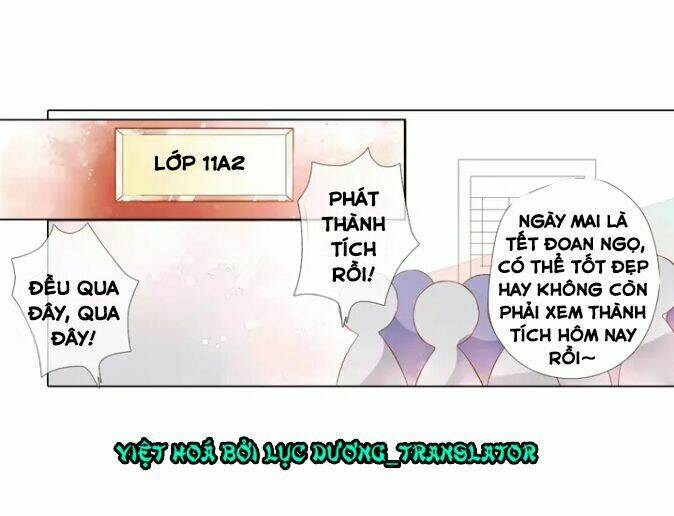 LỚP 11A2
ĐỀU QUA
ĐÂY, QUA
ĐÂY!
PHÁT
THÀNH
TÍCH
RỒI!
NGÀY MAI LÀ
TẾT ĐOAN NGỌ,
CÓ THỂ TỐT ĐẸP
HAY KHÔNG CÒN
PHẢI XEM THÀNH
TÍCH HÔM NAY
RỒI~
VIỆT HOÁ BỞI LỤC DƯƠNG_TRANSLATOR